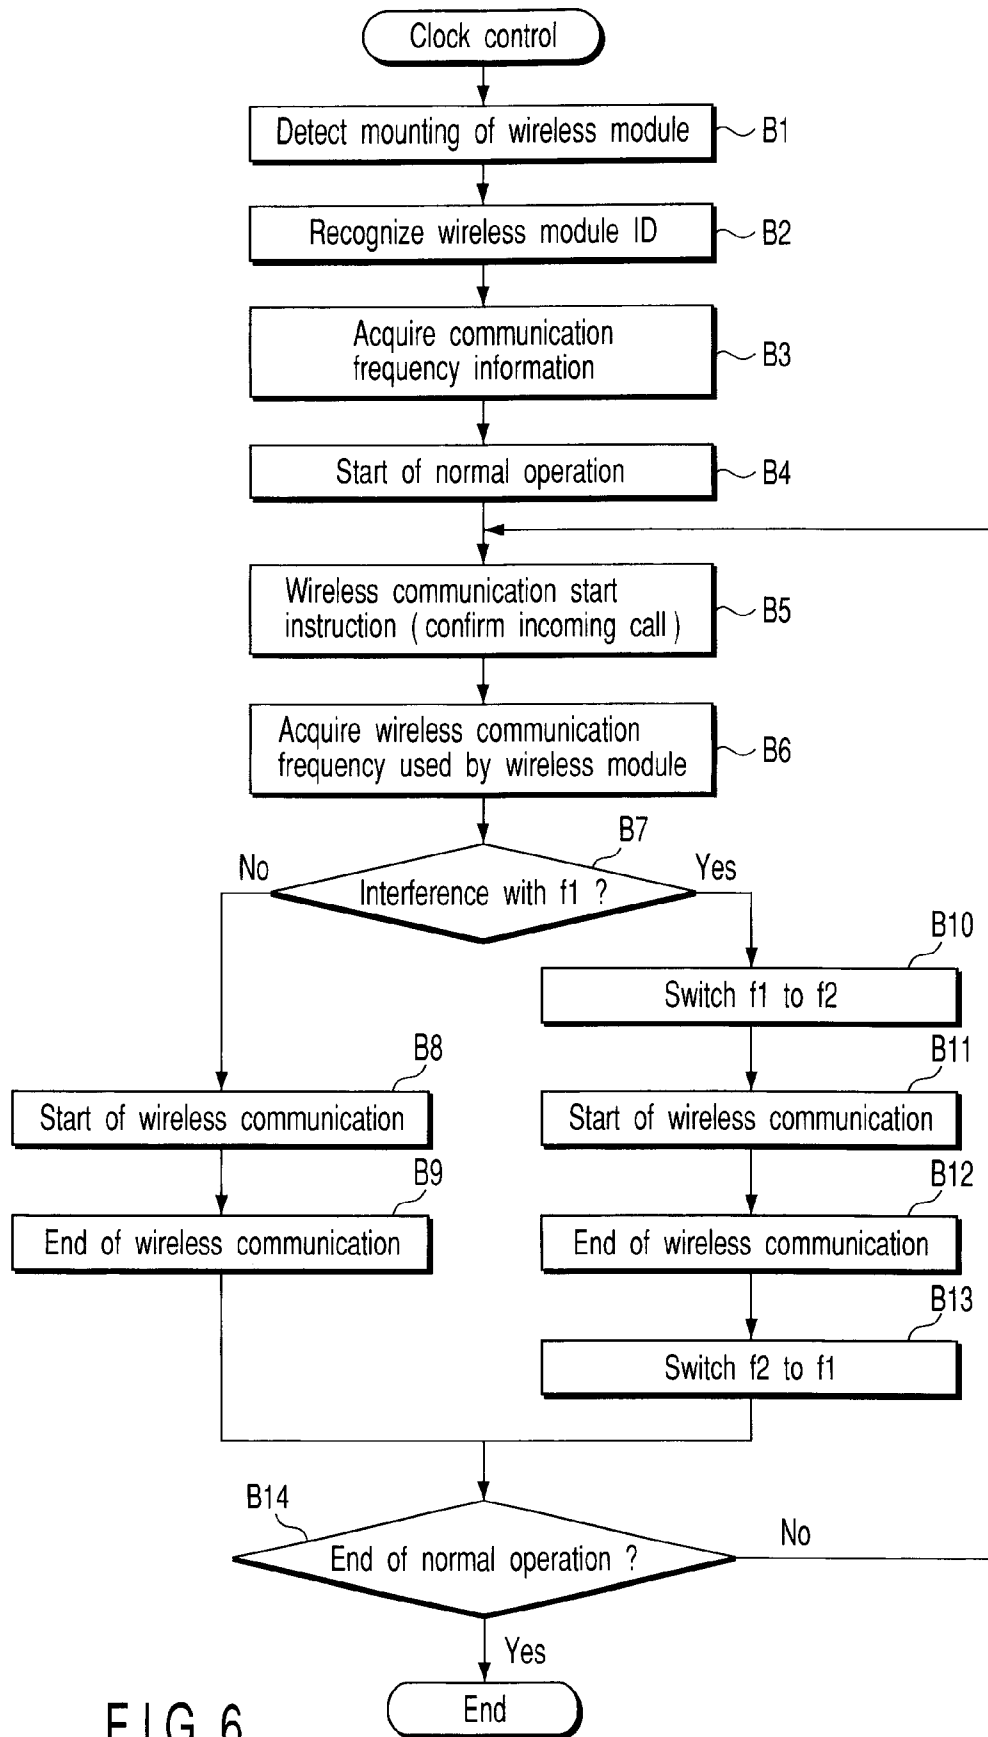 Clock control
Detect mounting of wireless module
B1
Recognize wireless module ID
B2
Acquire communication
frequency information
B3
Start of normal operation
B4
Wireless communication start
instruction ( confirm incoming call )
B5
Acquire wireless communication
frequency used by wireless module
B6
B7
No
Yes
Interference with f1 ?
B10
Switch f1 to f2
B8
B11
Start of wireless communication
Start of wireless communication
B9
B12
End of wireless communication
End of wireless communication
B13
Switch f2 to f1
B14
No
End of normal operation ?
Yes
End
FIG. 6